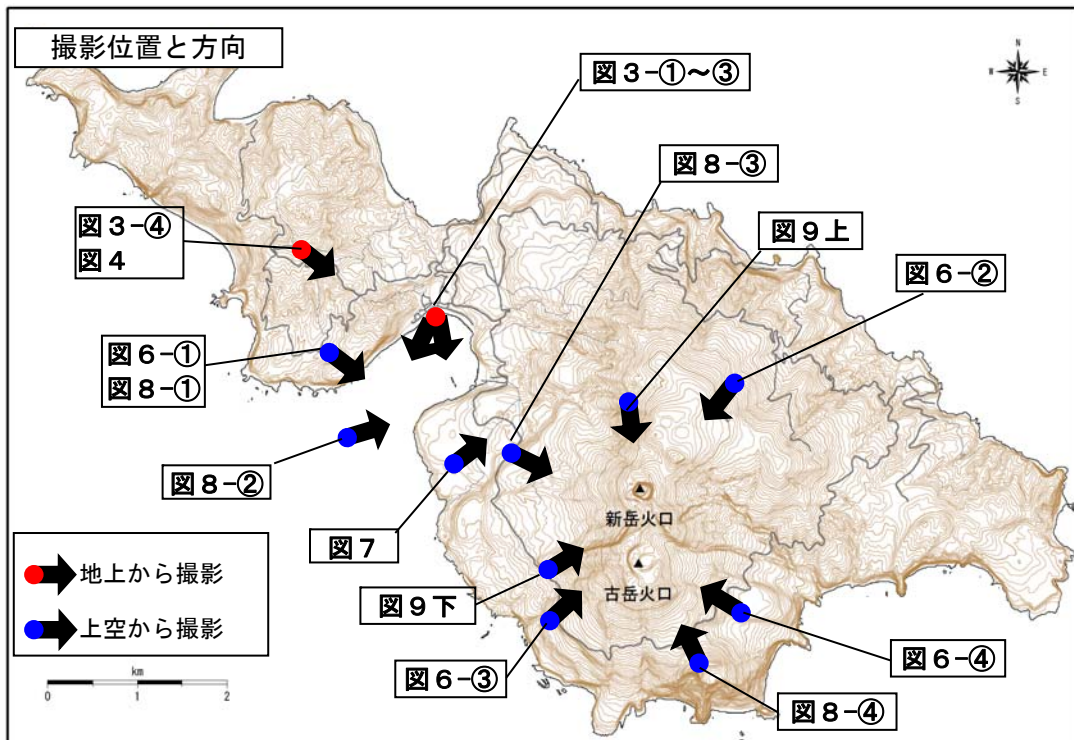 撮影位置と方向
N
W E
S
図3-①～③
図8-③
図9上
図6-②
図3-④
図4
図6-①
図8-①
図8-②
図7
新岳火口
古岳火口
図9下
図6-③
図6-④
図8-④
地上から撮影
上空から撮影
km
0 1 2